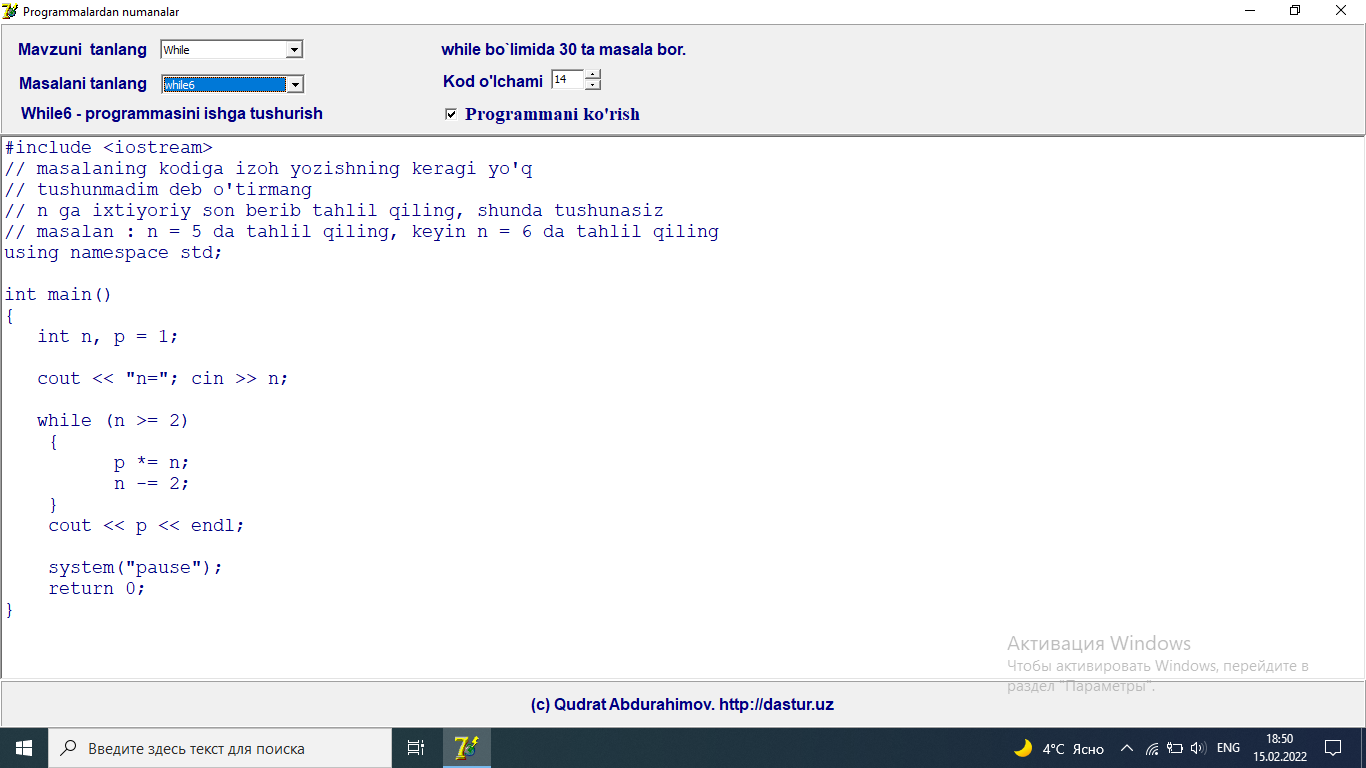 Programmalardan numanalar
Mavzuni tanlang While
while bo`limida 30 ta masala bor.
Masalani tanlang while6
Kod o'lchami 14
While6 - programmasini ishga tushurish
Programmani ko'rish
#include <iostream>
// masalaning kodiga izoh yozishning keragi yo'q
// tushunmadim deb o'tirmang
// n ga ixtiyoriy son berib tahlil qiling, shunda tushunasiz
// masalan : n = 5 da tahlil qiling, keyin n = 6 da tahlil qiling
using namespace std;
int main()
{
int n, p = 1;
cout << "n="; cin >> n;
while (n >= 2)
{
p *= n;
n -= 2;
}
cout << p << endl;
system("pause");
return 0;
}
Активация Windows
Чтобы активировать Windows, перейдите в
раздел "Параметры".
(c) Qudrat Abdurahimov. http://dastur.uz
Введите здесь текст для поиска
4°C Ясно
ENG
18:50
15.02.2022